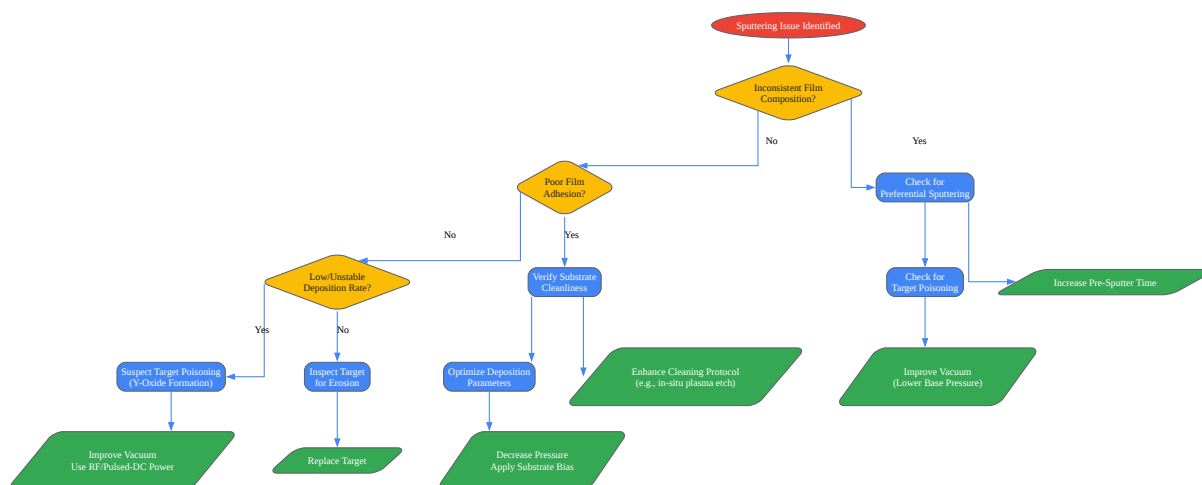 Sputtering Issue Identified
Inconsistent Film
Composition?
No
Yes
Poor Film
Adhesion?
Check for
Preferential Sputtering
No
Yes
Low/Unstable
Deposition Rate?
Verify Substrate
Cleanliness
Check for
Target Poisoning
Increase Pre-Sputter Time
Yes
No
Suspect Target Poisoning
(Y-Oxide Formation)
Inspect Target
for Erosion
Optimize Deposition
Parameters
Enhance Cleaning Protocol
(e.g., in-situ plasma etch)
Improve Vacuum
(Lower Base Pressure)
Improve Vacuum
Use RF/Pulsed-DC Power
Replace Target
Decrease Pressure
Apply Substrate Bias